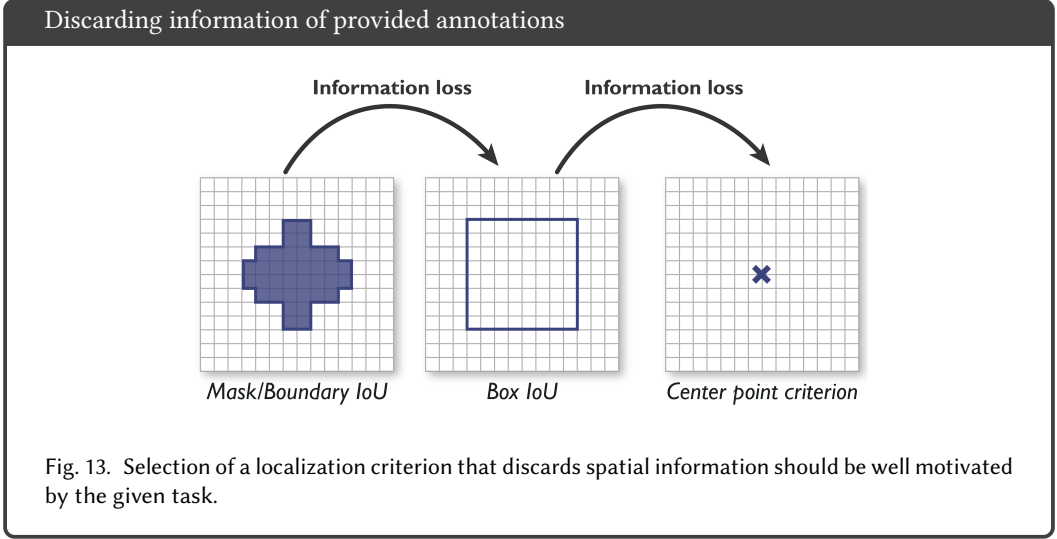 Discarding information of provided annotations
Information loss
Information loss
Mask/Boundary IoU
Box IoU
Center point criterion
Fig. 13. Selection of a localization criterion that discards spatial information should be well motivated
by the given task.